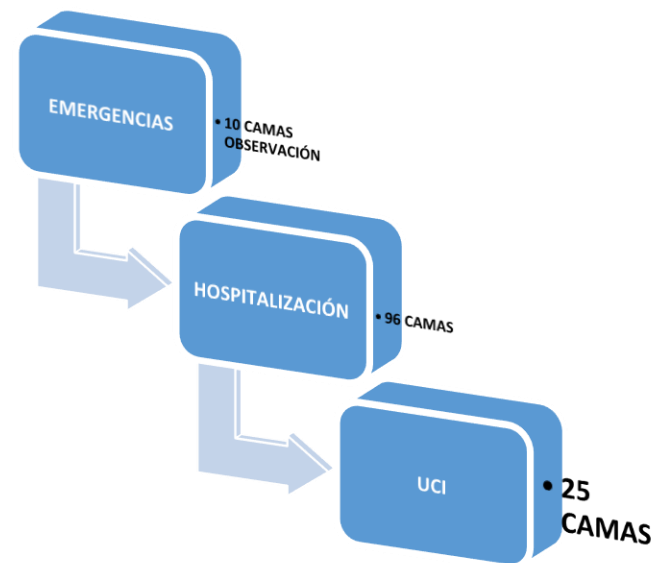 EMERGENCIAS
• 10 CAMAS
OBSERVACIÓN
HOSPITALIZACIÓN
• 96 CAMAS
UCI
• 25
CAMAS